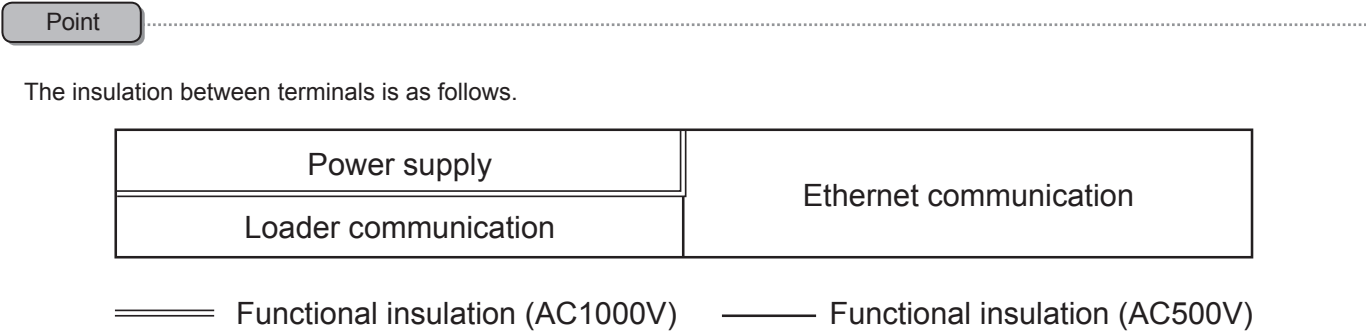 Point
The insulation between terminals is as follows.
Power supply
Ethernet communication
Loader communication
Functional insulation (AC1000V) Functional insulation (AC500V)